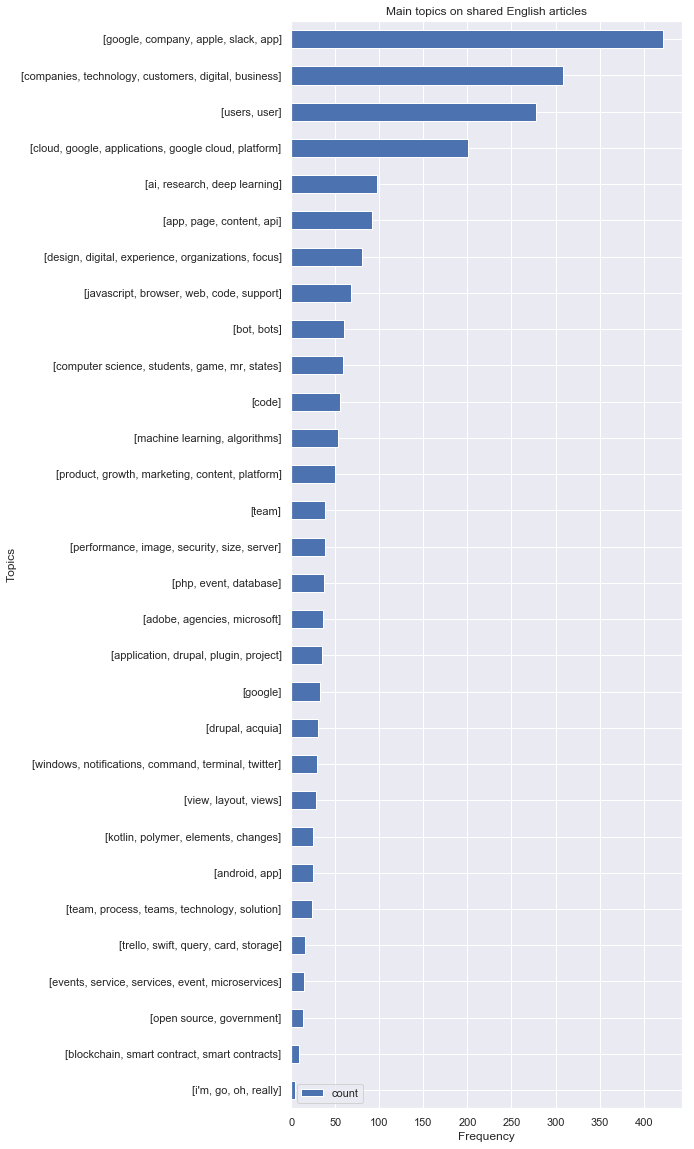 Main topics on shared English articles
[google, company, apple, slack, app]
[companies, technology, customers, digital, business]
[users, user]
[cloud, google, applications, google cloud, platform]
[ai, research, deep learning]
[app, page, content, api]
[design, digital, experience, organizations, focus]
[javascript, browser, web, code, support]
[bot, bots]
[computer science, students, game, mr, states]
[code]
[machine learning, algorithms]
[product, growth, marketing, content, platform]
[team]
[performance, image, security, size, server]
[php, event, database]
[adobe, agencies, microsoft]
[application, drupal, plugin, project]
[google]
[drupal, acquia]
[windows, notifications, command, terminal, twitter]
[view, layout, views]
[kotlin, polymer, elements, changes]
[android, app]
[team, process, teams, technology, solution]
[trello, swift, query, card, storage]
[events, service, services, event, microservices]
[open source, government]
[blockchain, smart contract, smart contracts]
[i'm, go, oh, really]
Topics
count
0 50 100 150 200 250 300 350 400
Frequency